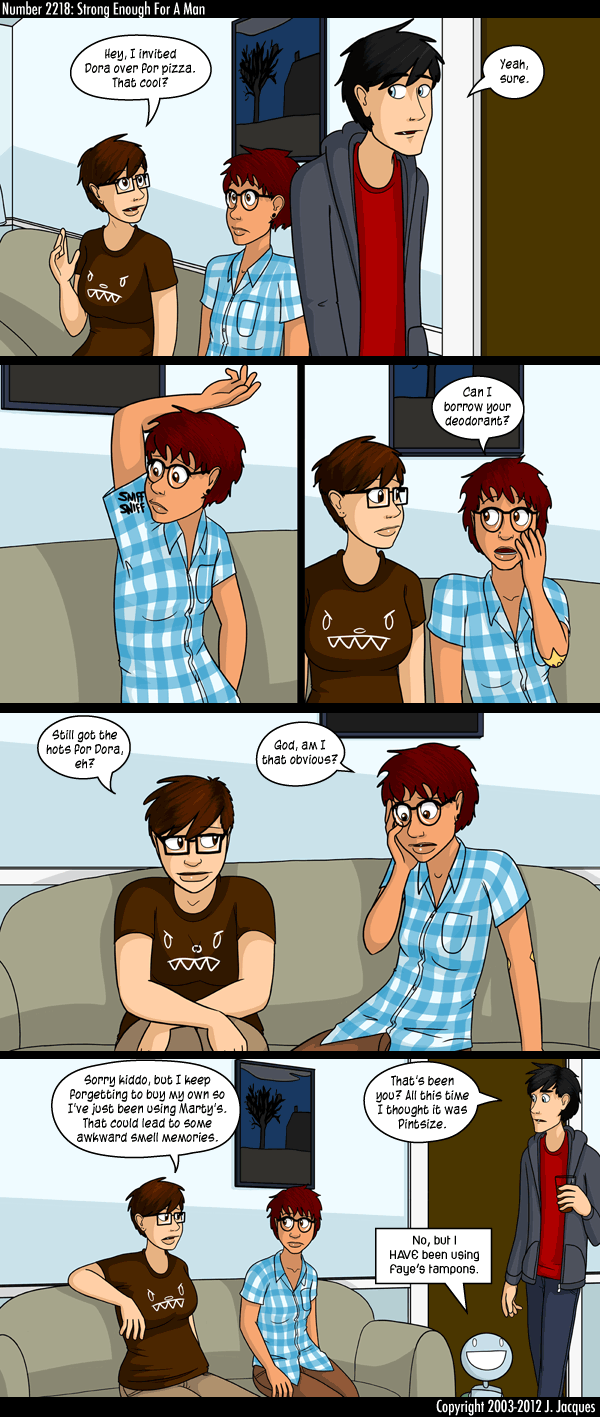 Number 2218: Strong Enough For A Man
Hey, I invited
Dora over for pizza.
That cool?
Yeah,
sure.
SNIFF
SNIFF
Can I
borrow your
deodorant?
Still got the
hots for Dora,
eh?
God, am I
that obvious?
Sorry kiddo, but I keep
forgetting to buy my own so
I've just been using Marty's.
That could lead to some
awkward smell memories.
That's been
you? All this time
I thought it was
Pintsize.
No, but I
HAVE been using
Faye's tampons.
Copyright 2003-2012 J. Jacques